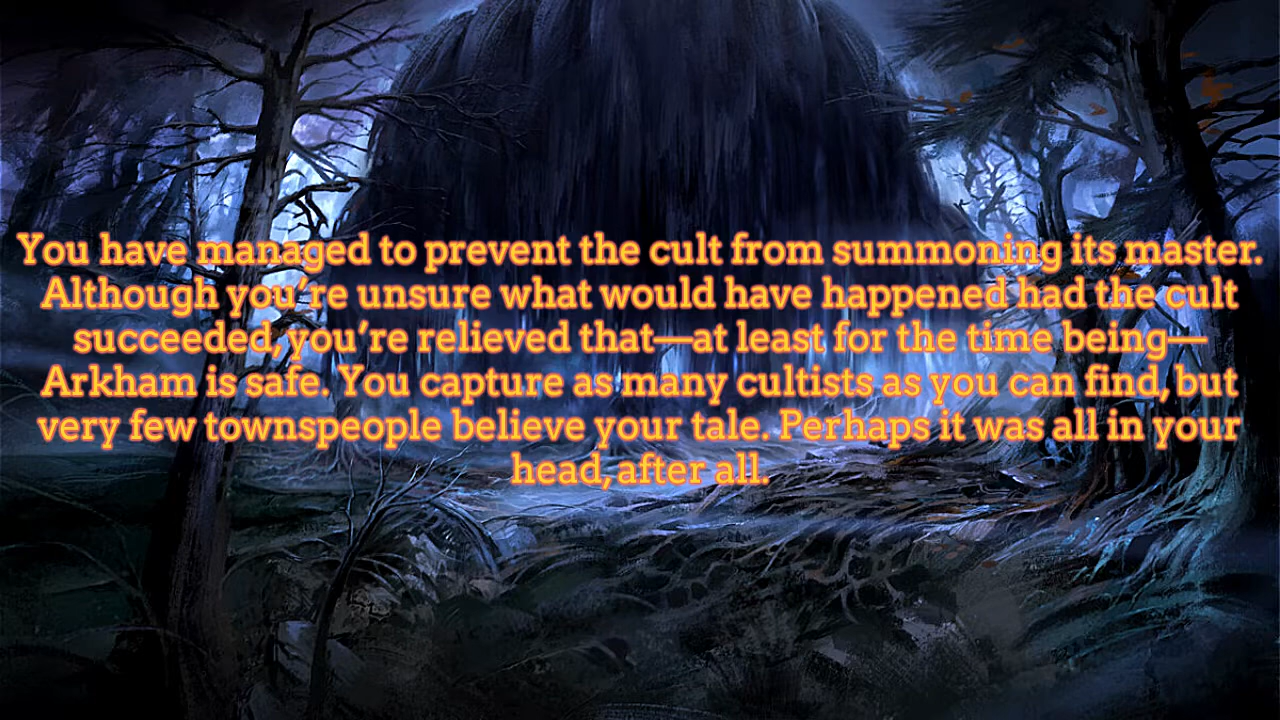 You have managed to prevent the cult from summoning its master.
Although you’re unsure what would have happened had the cult
succeeded, you’re relieved that—at least for the time being—
Arkham is safe. You capture as many cultists as you can find, but
very few townspeople believe your tale. Perhaps it was all in your
head, after all.